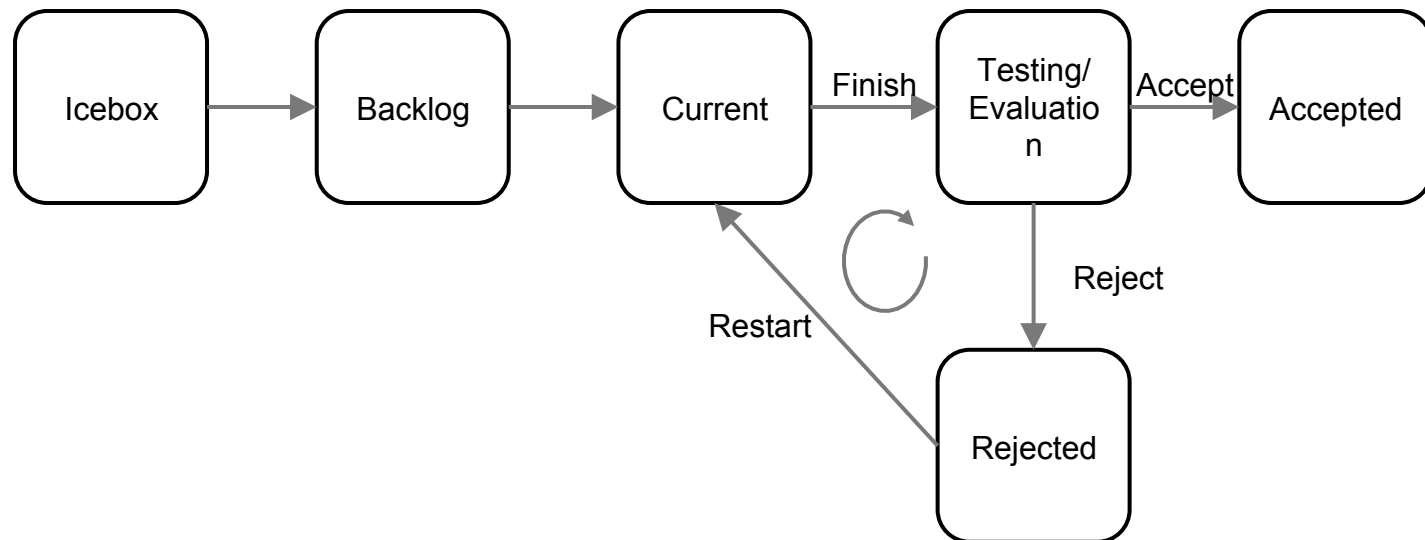 Icebox
Backlog
Current
Finish
Testing/
Evaluatio
n
Accept
Accepted
Reject
Restart
Rejected